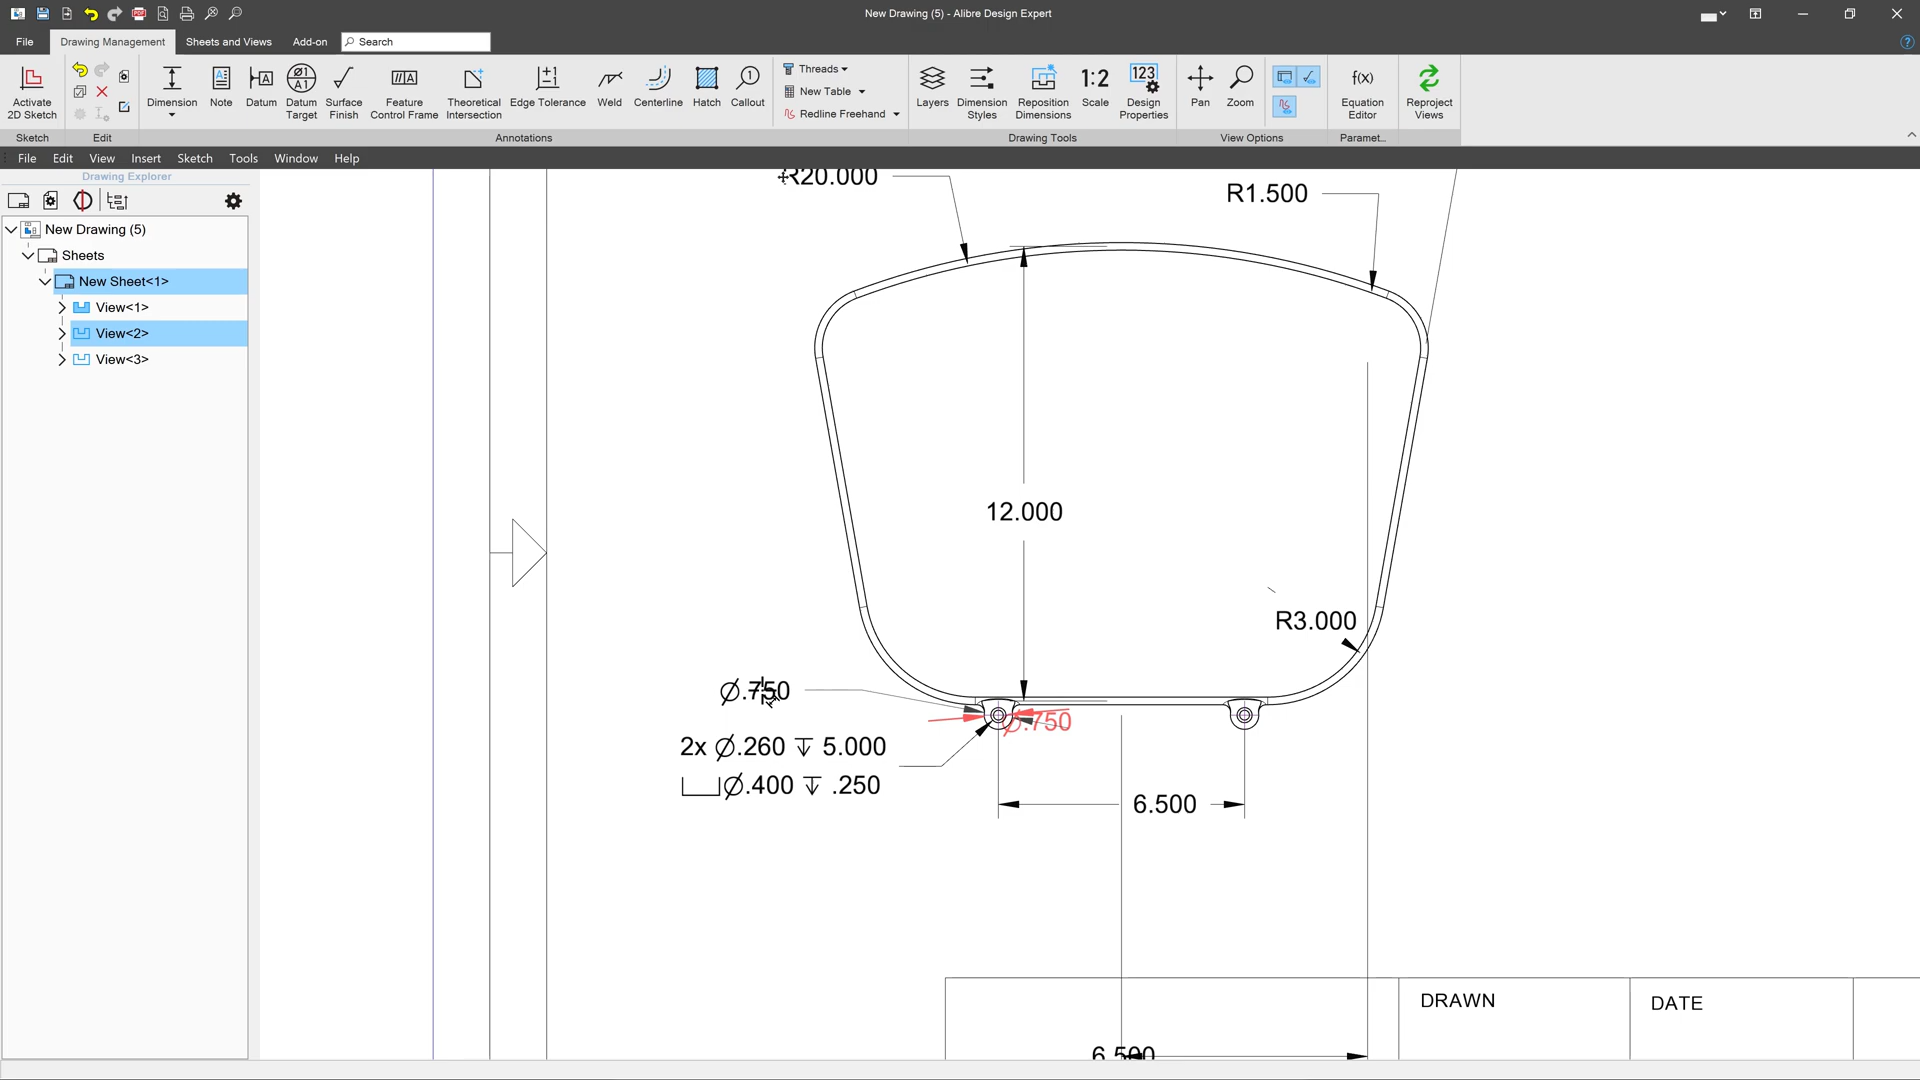 New Drawing (5) - Alibre Design Expert
File
Drawing Management
Sheets and Views
Add-on
Search
Activate
2D Sketch
Dimension
Note
Datum
Datum
Target
Surface
Finish
Feature
Control Frame
Theoretical
Intersection
Edge Tolerance
Weld
Centerline
Hatch
Callout
Threads
New Table
Redline Freehand
Layers
Dimension
Styles
Reposition
Dimensions
1:2
Scale
123
Design
Properties
Pan
Zoom
f(x)
Equation
Editor
Reproject
Views
Sketch
Edit
Annotations
Drawing Tools
View Options
Paramet...
File Edit View Insert Sketch Tools Window Help
Drawing Explorer
New Drawing (5)
Sheets
New Sheet<1>
View<1>
View<2>
View<3>
R20.000
R1.500
12.000
R3.000
∅.750
∅.750
2x ∅.260 ↧ 5.000
⌴∅.400 ↧ .250
6.500
DRAWN
DATE
6.500